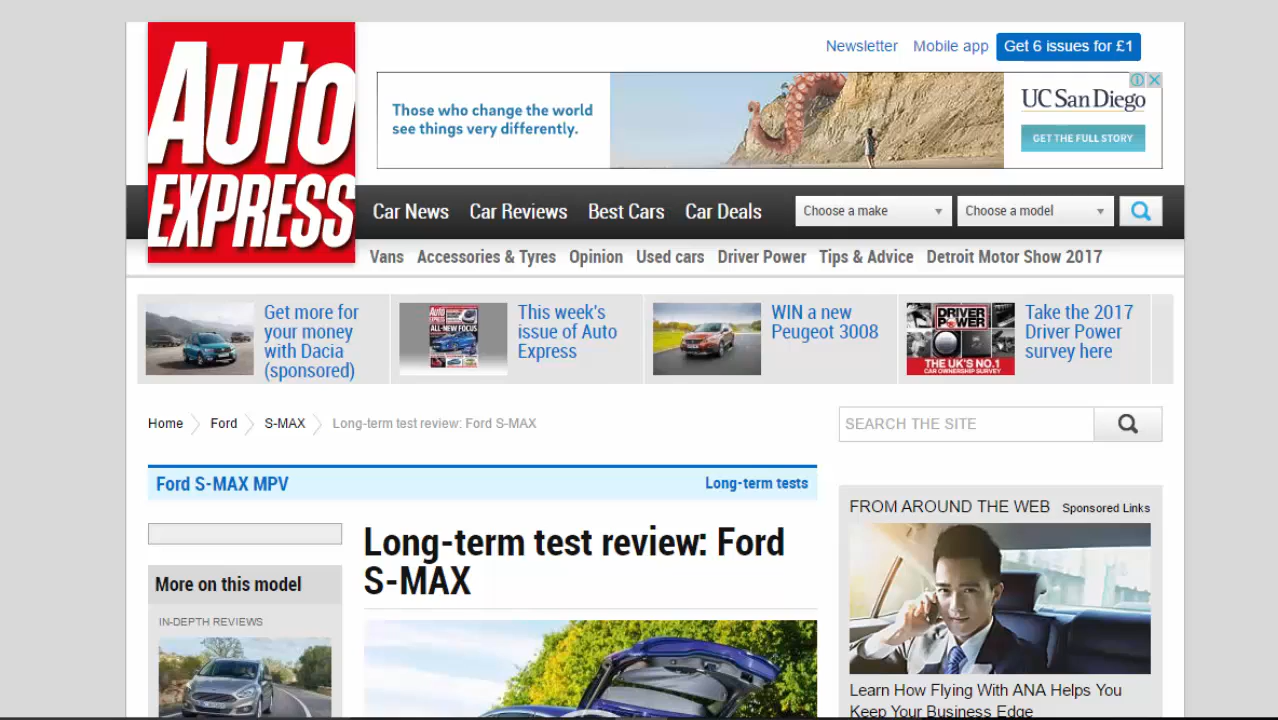 Auto
EXPRESS
Newsletter Mobile app Get 6 issues for £1
Those who change the world
see things very differently.
UC San Diego
GET THE FULL STORY
Car News Car Reviews Best Cars Car Deals Choose a make Choose a model
Vans Accessories & Tyres Opinion Used cars Driver Power Tips & Advice Detroit Motor Show 2017
Get more for
your money
with Dacia
(sponsored)
AUTO EXPRESS
ALL-NEW FOCUS
This week's
issue of Auto
Express
WIN a new
Peugeot 3008
DRIVER
POWER
THE UK'S NO.1
CAR OWNERSHIP SURVEY
Take the 2017
Driver Power
survey here
Home Ford S-MAX Long-term test review: Ford S-MAX
SEARCH THE SITE
Ford S-MAX MPV Long-term tests
Long-term test review: Ford
S-MAX
More on this model
IN-DEPTH REVIEWS
FROM AROUND THE WEB Sponsored Links
Learn How Flying With ANA Helps You
Keep Your Business Edge